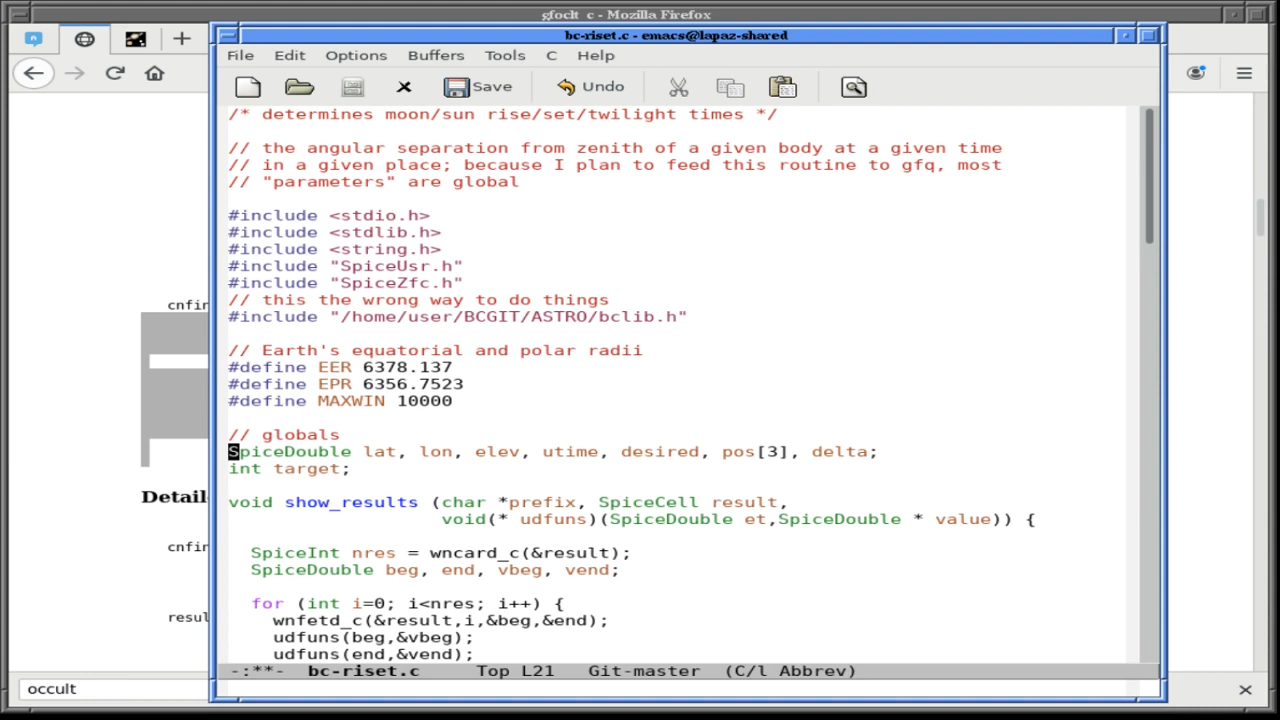 gfoclt_c - Mozilla Firefox
bc-riset.c - emacs@lapaz-shared
File Edit Options Buffers Tools C Help
Save Undo
/* determines moon/sun rise/set/twilight times */
// the angular separation from zenith of a given body at a given time
// in a given place; because I plan to feed this routine to gfq, most
// "parameters" are global
#include <stdio.h>
#include <stdlib.h>
#include <string.h>
#include "SpiceUsr.h"
#include "SpiceZfc.h"
// this the wrong way to do things
#include "/home/user/BCGIT/ASTRO/bclib.h"
// Earth's equatorial and polar radii
#define EER 6378.137
#define EPR 6356.7523
#define MAXWIN 10000
// globals
SpiceDouble lat, lon, elev, utime, desired, pos[3], delta;
int target;
void show_results (char *prefix, SpiceCell result,
void(* udfuns)(SpiceDouble et,SpiceDouble * value)) {
SpiceInt nres = wncard_c(&result);
SpiceDouble beg, end, vbeg, vend;
for (int i=0; i<nres; i++) {
wnfetd_c(&result,i,&beg,&end);
udfuns(beg,&vbeg);
udfuns(end,&vend);
-:**- bc-riset.c Top L21 Git-master (C/l Abbrev)
cnfin
Detaile
cnfin
resul
occult